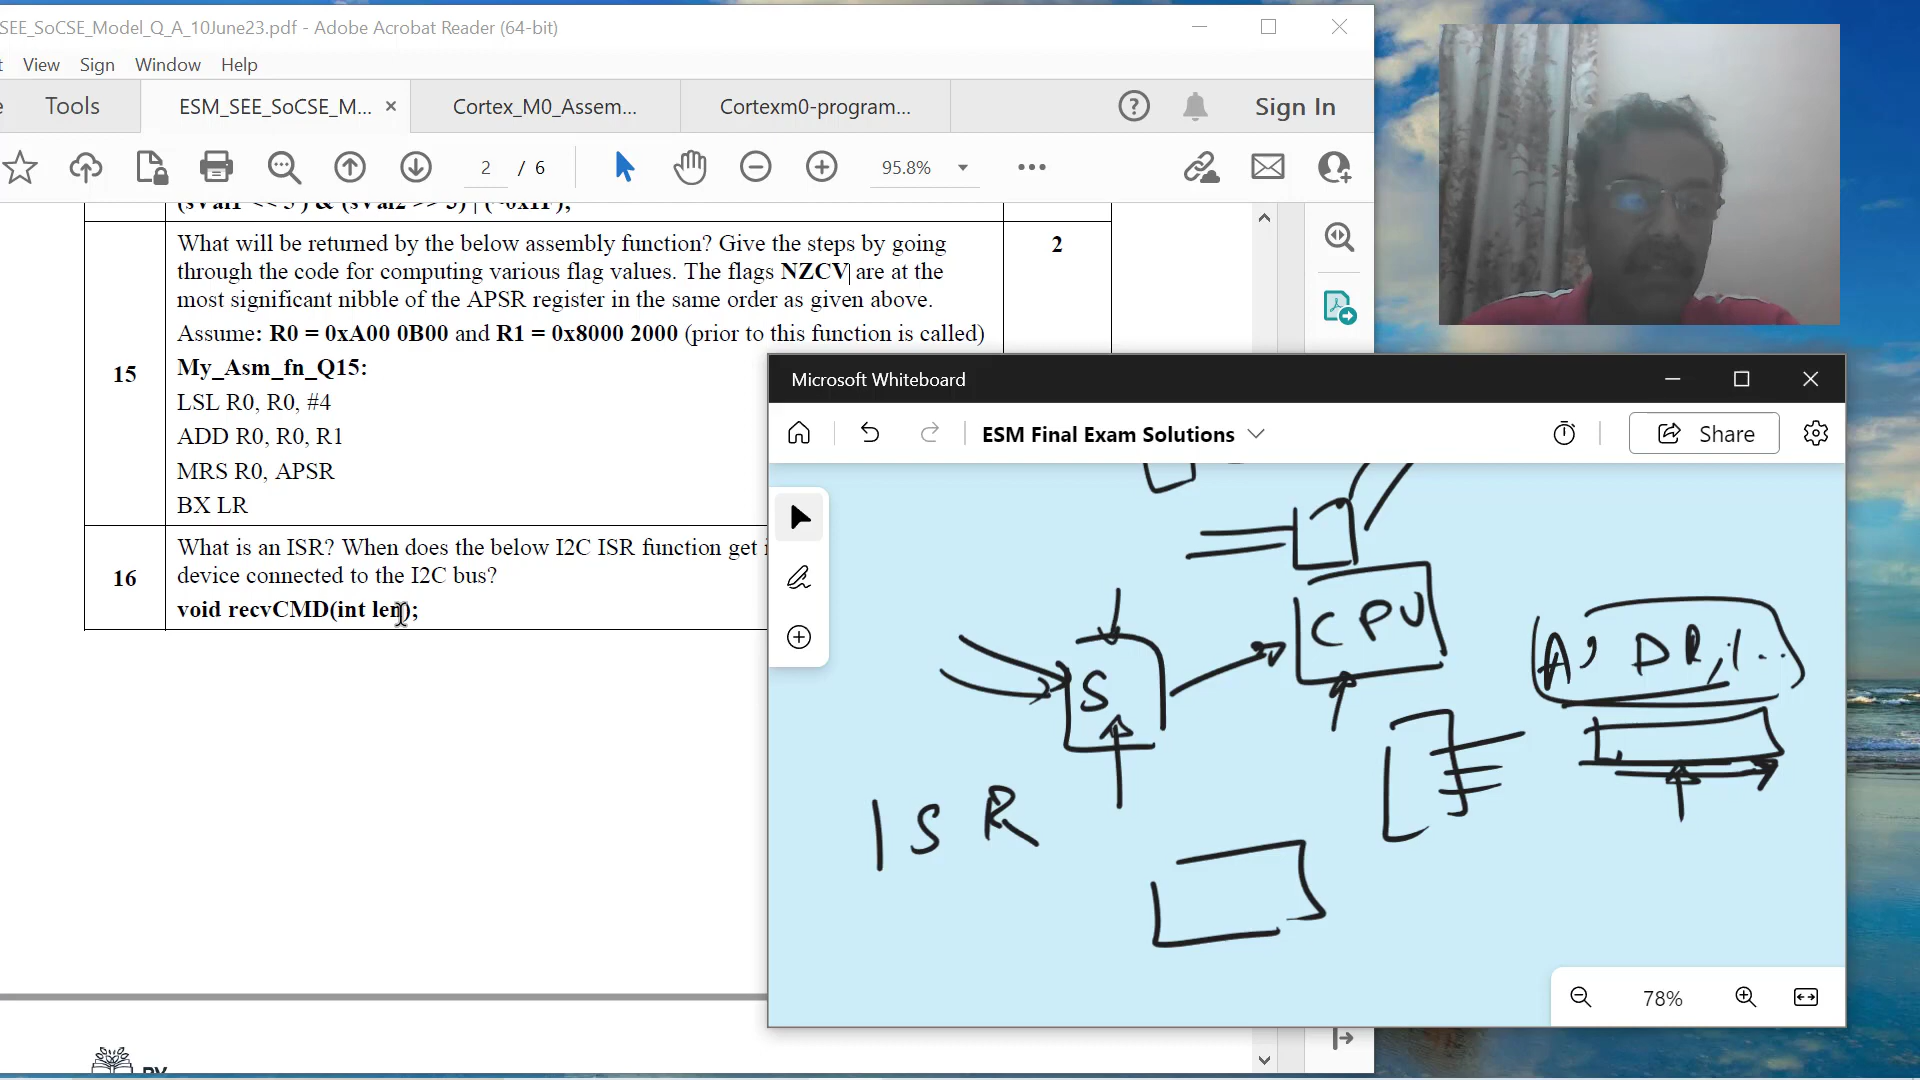 SEE_SoCSE_Model_Q_A_10June23.pdf - Adobe Acrobat Reader (64-bit)
View Sign Window Help
Tools ESM_SEE_SoCSE_M... Cortex_M0_Assem... Cortexm0-program... Sign In
2 / 6 95.8%
15
What will be returned by the below assembly function? Give the steps by going
through the code for computing various flag values. The flags NZCV are at the
most significant nibble of the APSR register in the same order as given above.
Assume: R0 = 0xA00 0B00 and R1 = 0x8000 2000 (prior to this function is called)
My_Asm_fn_Q15:
LSL R0, R0, #4
ADD R0, R0, R1
MRS R0, APSR
BX LR
2
16
What is an ISR? When does the below I2C ISR function get
device connected to the I2C bus?
void recvCMD(int len);
Microsoft Whiteboard
ESM Final Exam Solutions Share
CPU
S
A, DR, 1..
ISR
78%